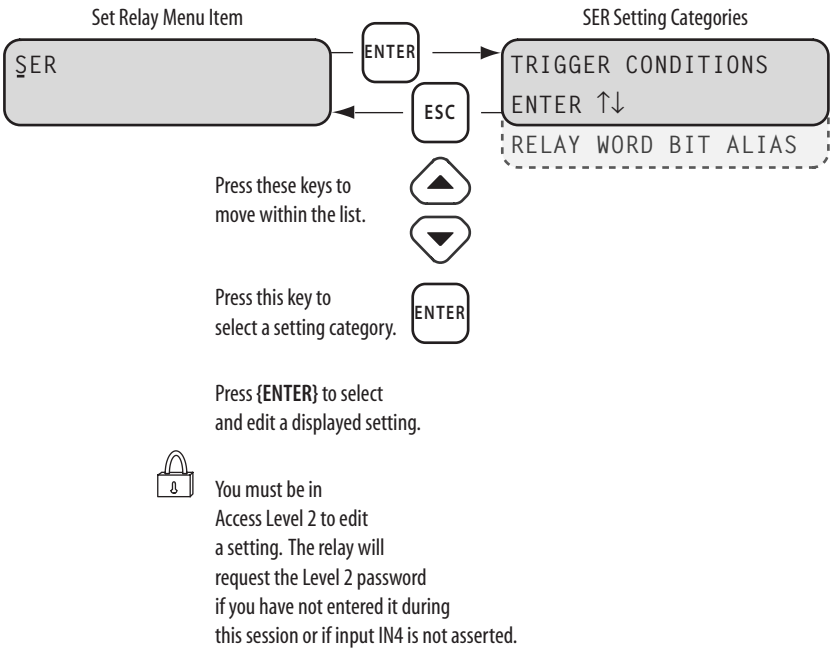 Set Relay Menu Item
SER Setting Categories
SER
ENTER
TRIGGER CONDITIONS
ENTER ↑↓
ESC
RELAY WORD BIT ALIAS
Press these keys to
move within the list.
Press this key to
select a setting category.
ENTER
Press {ENTER} to select
and edit a displayed setting.
You must be in
Access Level 2 to edit
a setting. The relay will
request the Level 2 password
if you have not entered it during
this session or if input IN4 is not asserted.